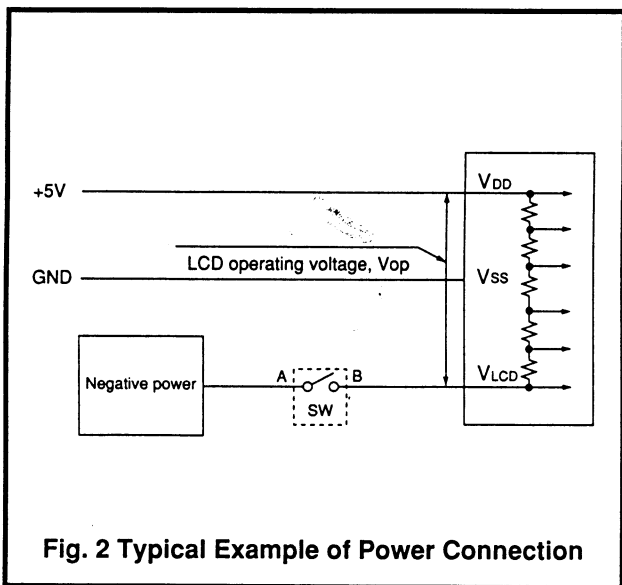 +5V
VDD
LCD operating voltage, Vop
GND
VSS
Negative power
A
B
SW
VLCD
Fig. 2 Typical Example of Power Connection